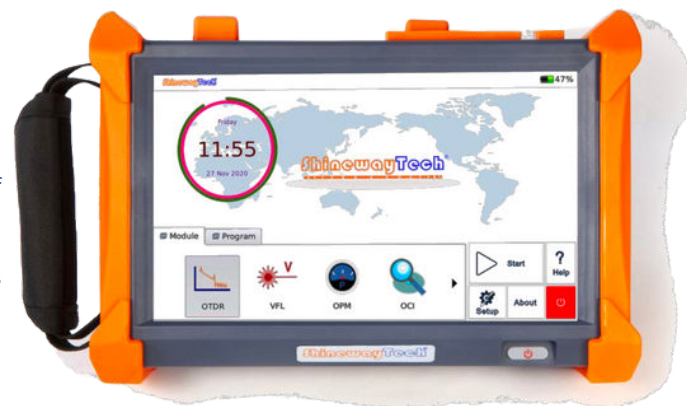 ShinewayTech
47%
Friday
11:55
27 Nov 2020
ShinewayTech®
Module
Program
V
P
OTDR
VFL
OPM
OCI
Start
?
Help
Setup
About
ShinewayTech®